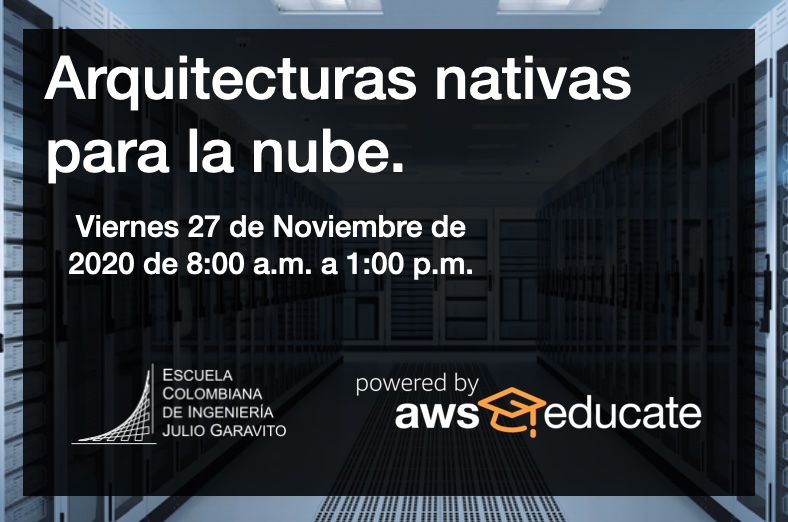 Arquitecturas nativas
para la nube.
Viernes 27 de Noviembre de
2020 de 8:00 a.m. a 1:00 p.m.
ESCUELA
COLOMBIANA
DE INGENIERÍA
JULIO GARAVITO
powered by
aws educate